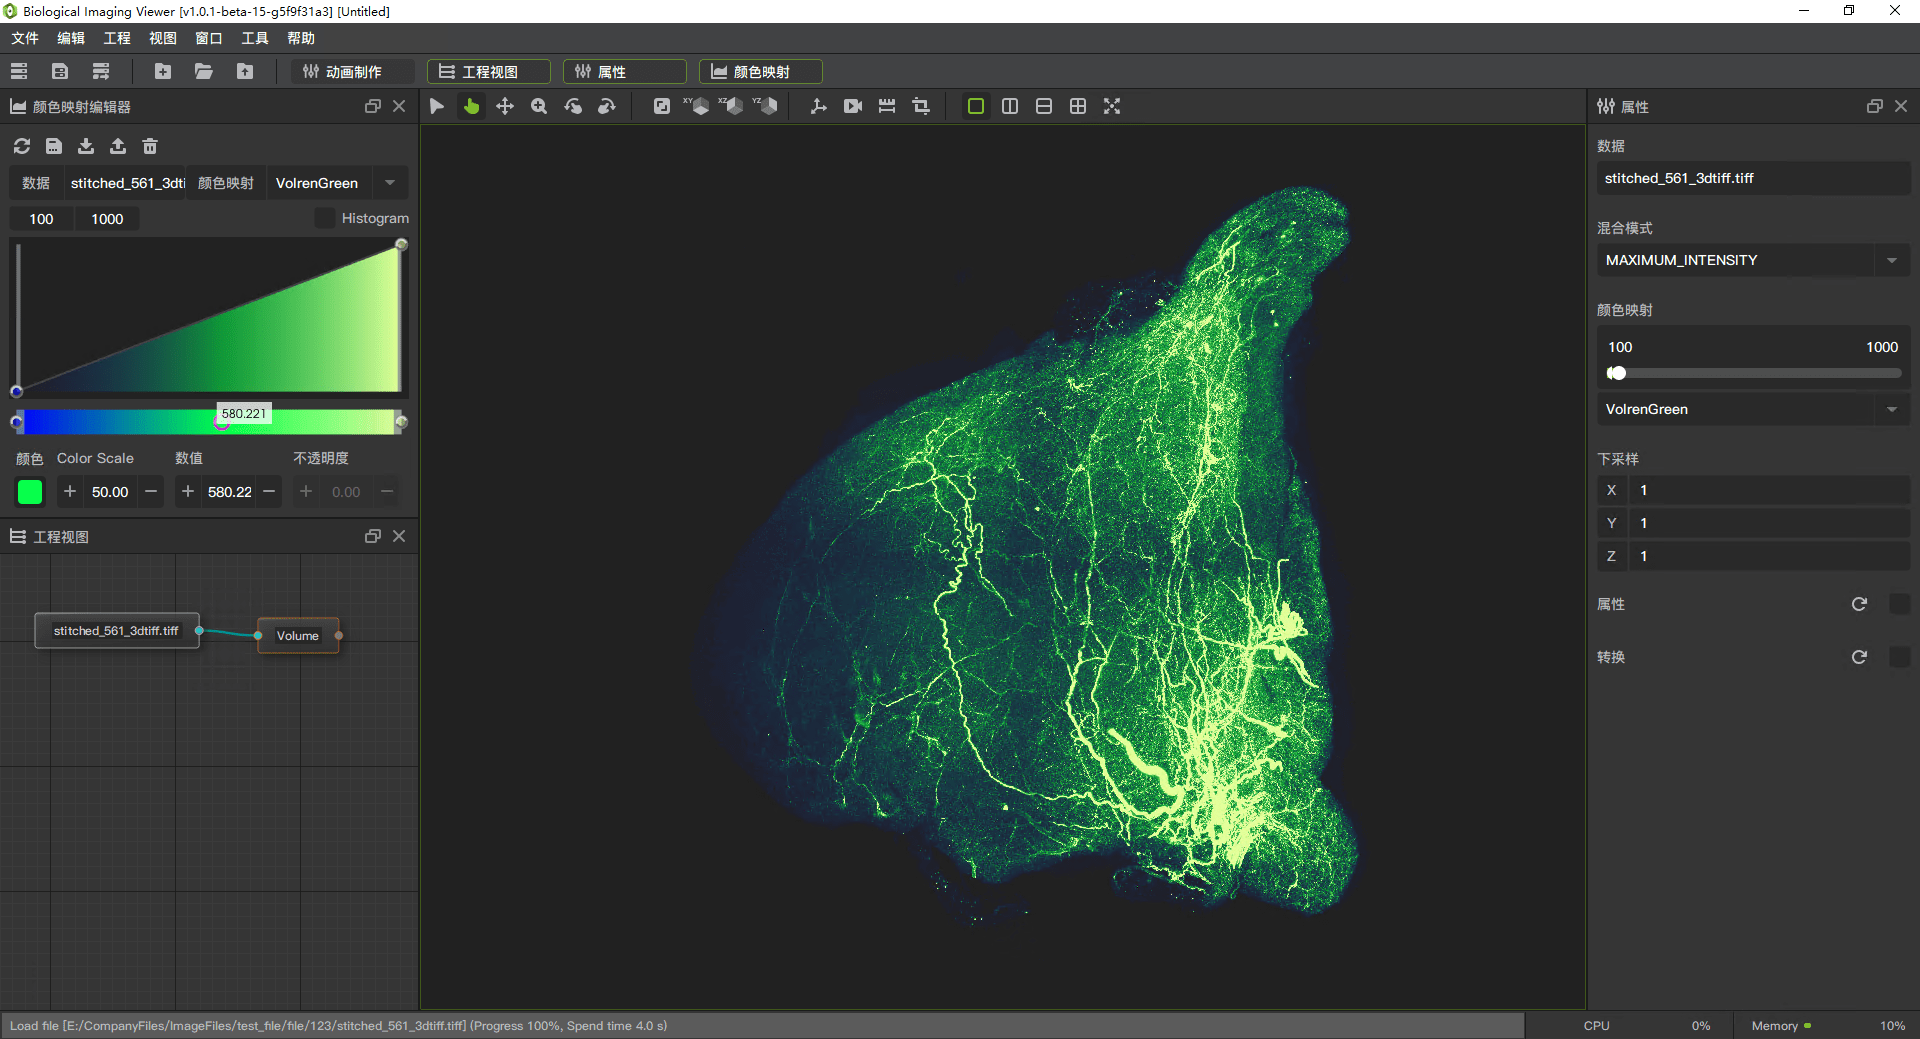 Biological Imaging Viewer [v1.0.1-beta-15-g5f9f31a3] [Untitled]
文件 编辑 工程 视图 窗口 工具 帮助
动画制作 工程视图 属性 颜色映射
颜色映射编辑器
数据 stitched_561_3dti 颜色映射 VolrenGreen
100 1000 Histogram
580.221
颜色 Color Scale 数值 不透明度
50.00 580.22 0.00
工程视图
stitched_561_3dtiff.tiff
Volume
XY XZ YZ
属性
数据
stitched_561_3dtiff.tiff
混合模式
MAXIMUM_INTENSITY
颜色映射
100 1000
VolrenGreen
下采样
X 1
Y 1
Z 1
属性
转换
Load file [E:/CompanyFiles/ImageFiles/test_file/file/123/stitched_561_3dtiff.tiff] (Progress 100%, Spend time 4.0 s)
CPU 0% Memory 10%